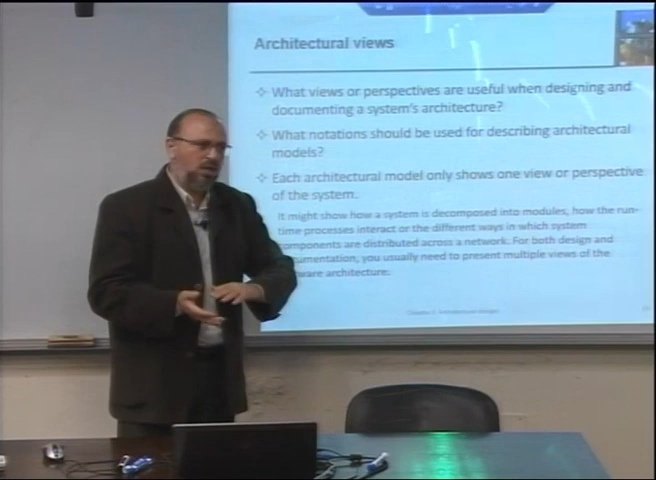 Architectural views
✧ What views or perspectives are useful when designing and
documenting a system's architecture?
✧ What notations should be used for describing architectural
models?
✧ Each architectural model only shows one view or perspective
of the system.
It might show how a system is decomposed into modules, how the run-
time processes interact or the different ways in which system
components are distributed across a network. For both design and
umentation, you usually need to present multiple views of the
ware architecture.